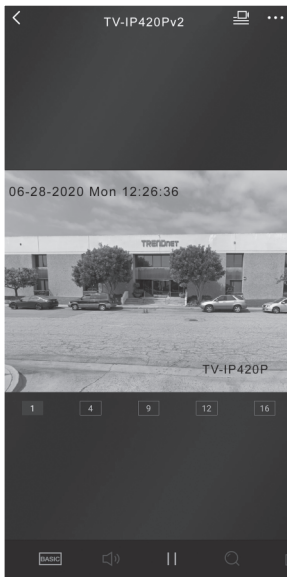 TV-IP420Pv2
06-28-2020 Mon 12:26:36
TRENDNET
TV-IP420P
1 4 9 12 16
BASIC